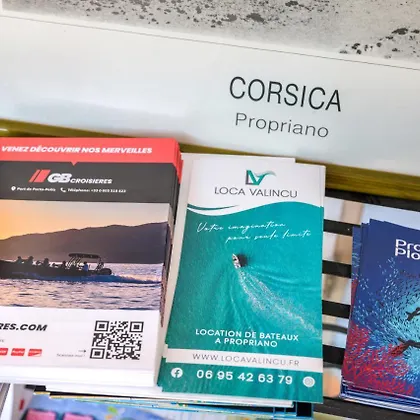 CORSICA
Propriano
VENEZ DÉCOUVRIR NOS MERVEILLES
GB CROISIERES
Port de Porto-Pollo
Téléphone:
RES.COM
LOCA VALINCU
Votre imagination
pour seule limite
LOCATION DE BATEAUX
A PROPRIANO
WWW.LOCAVALINCU.FR
06 95 42 63 79